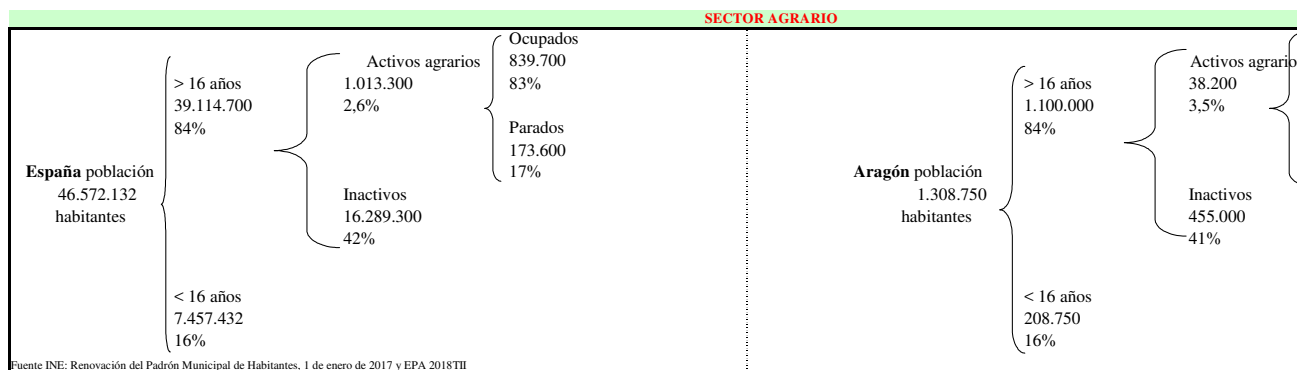 SECTOR AGRARIO
Ocupados
839.700
83%
Activos agrarios
1.013.300
2,6%
> 16 años
39.114.700
84%
Parados
173.600
17%
España población
46.572.132
habitantes
Inactivos
16.289.300
42%
< 16 años
7.457.432
16%
Activos agrario
38.200
3,5%
> 16 años
1.100.000
84%
Aragón población
1.308.750
habitantes
Inactivos
455.000
41%
< 16 años
208.750
16%
Fuente INE: Renovación del Padrón Municipal de Habitantes, 1 de enero de 2017 y EPA 2018TII